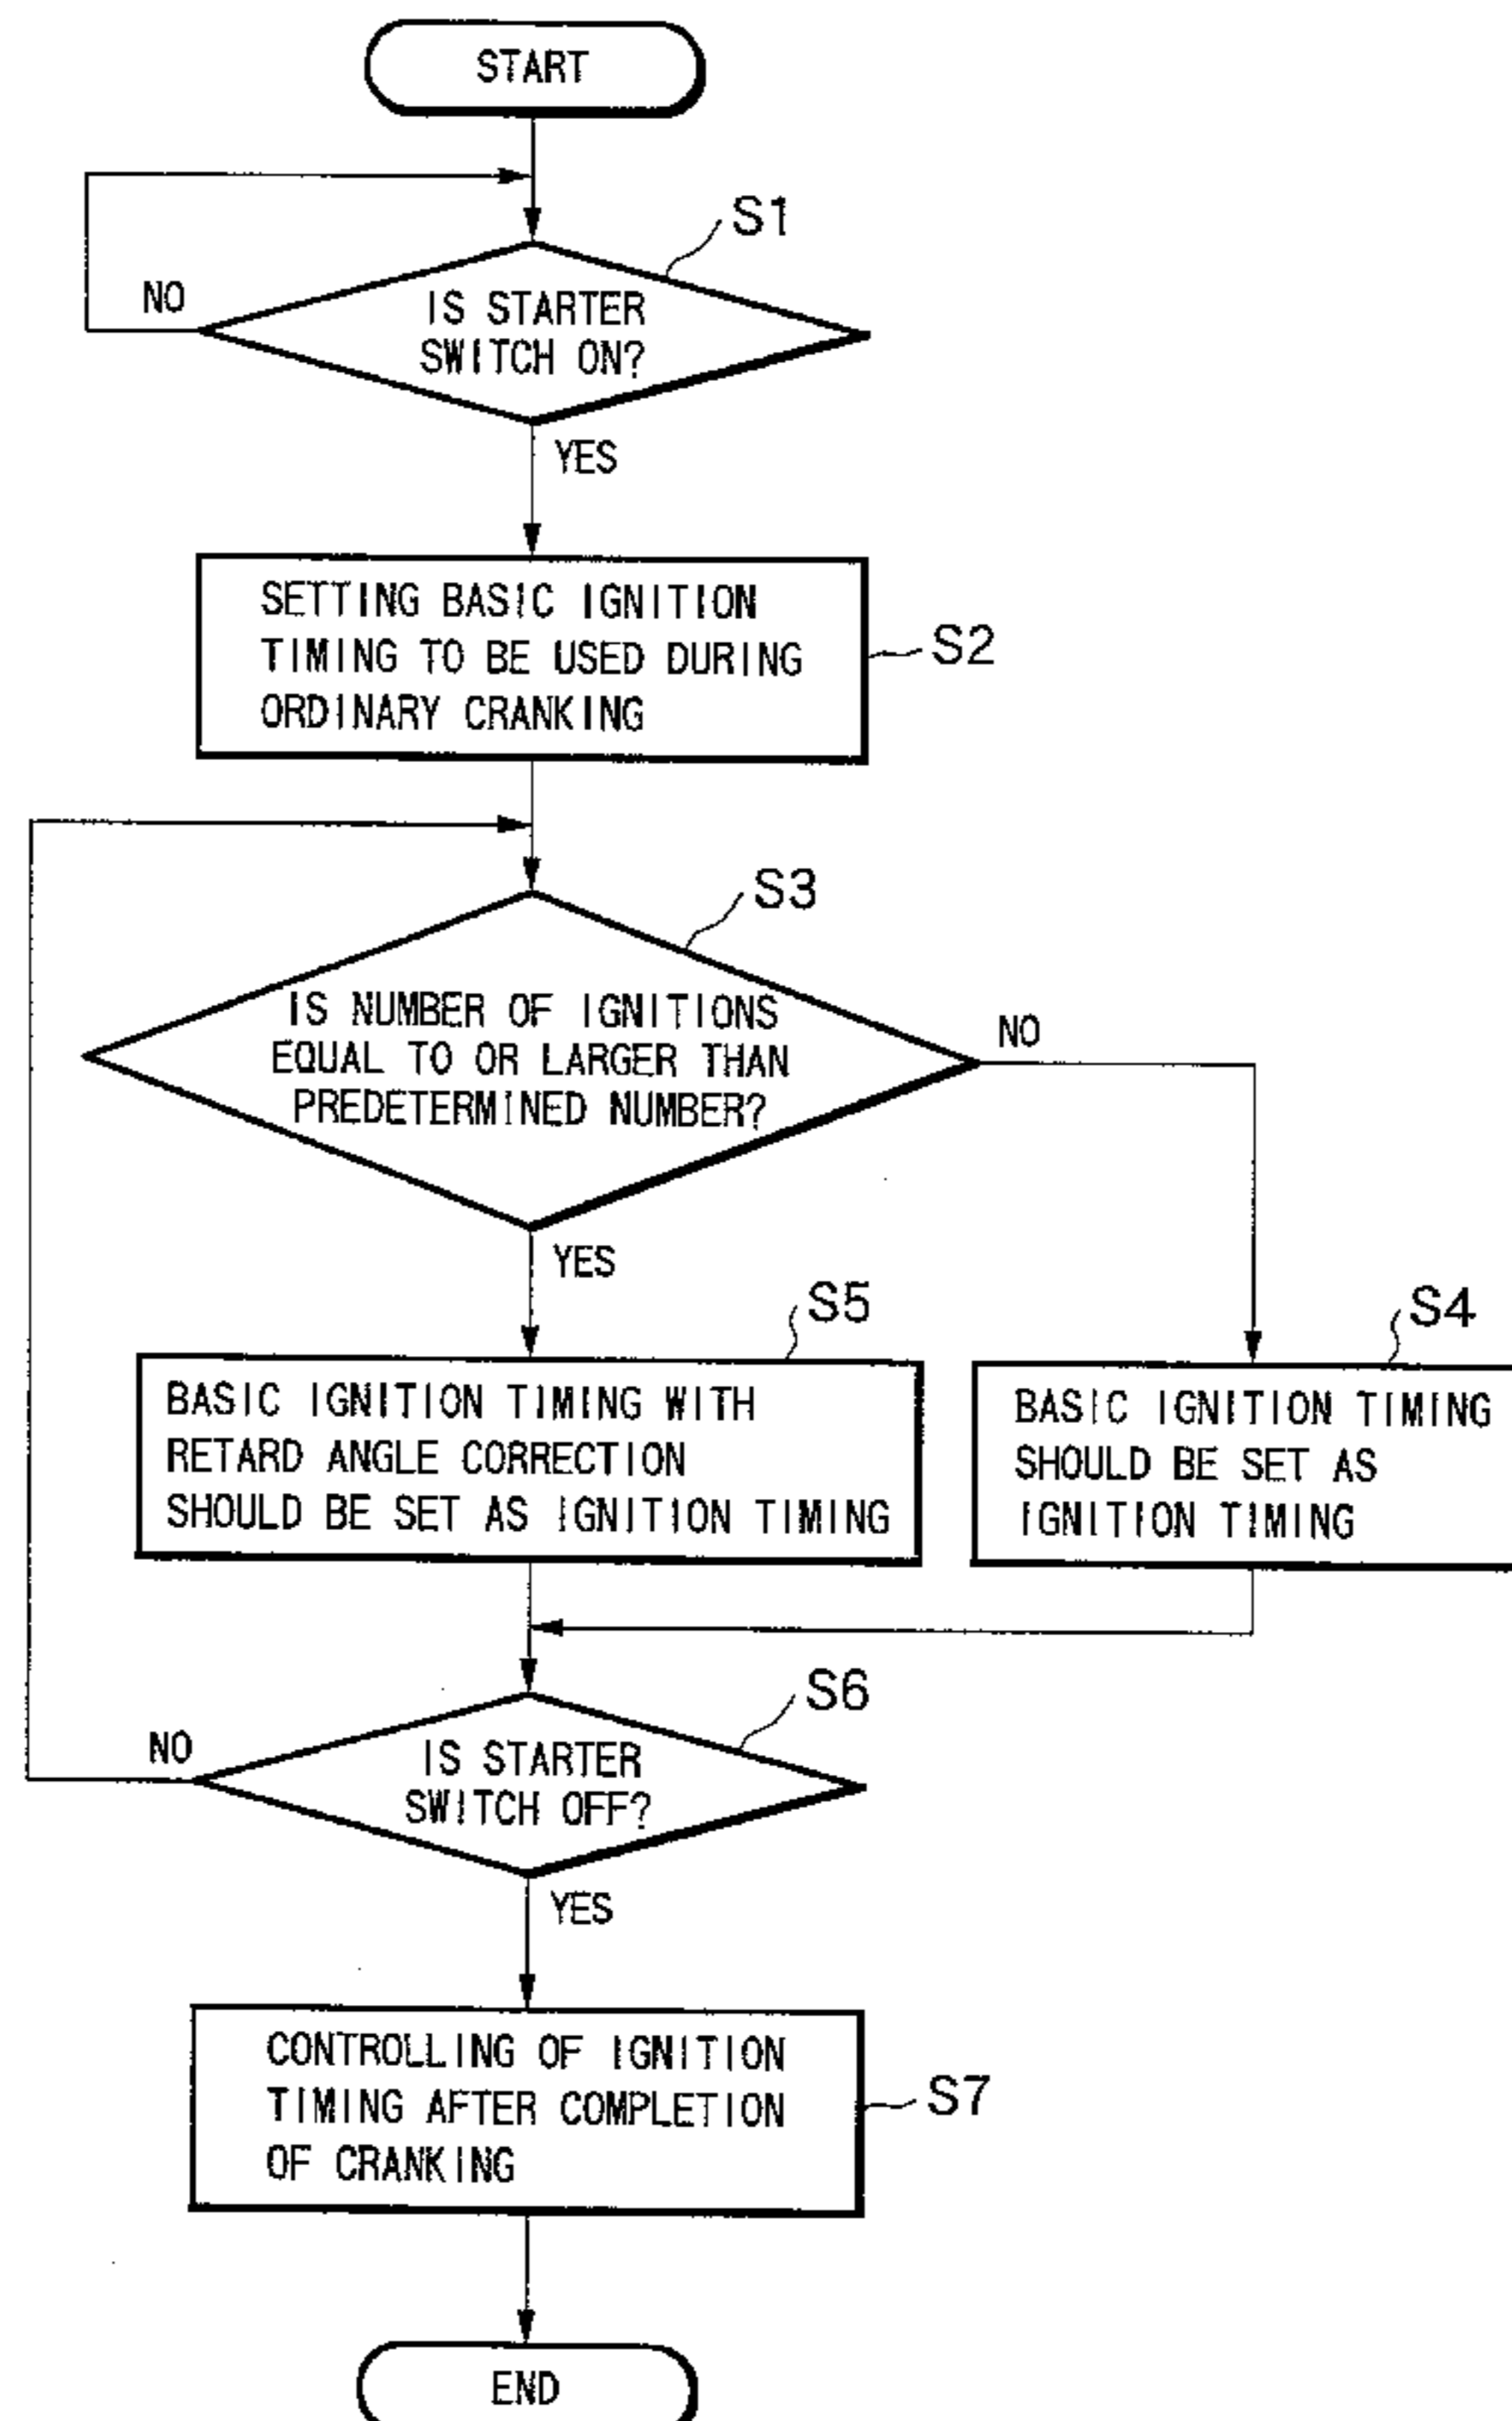 START
S1
NO
IS STARTER
SWITCH ON?
YES
SETTING BASIC IGNITION
TIMING TO BE USED DURING
ORDINARY CRANKING
S2
S3
IS NUMBER OF IGNITIONS
EQUAL TO OR LARGER THAN
PREDETERMINED NUMBER?
NO
YES
S5
BASIC IGNITION TIMING WITH
RETARD ANGLE CORRECTION
SHOULD BE SET AS IGNITION TIMING
S4
BASIC IGNITION TIMING
SHOULD BE SET AS
IGNITION TIMING
S6
NO
IS STARTER
SWITCH OFF?
YES
CONTROLLING OF IGNITION
TIMING AFTER COMPLETION
OF CRANKING
S7
END